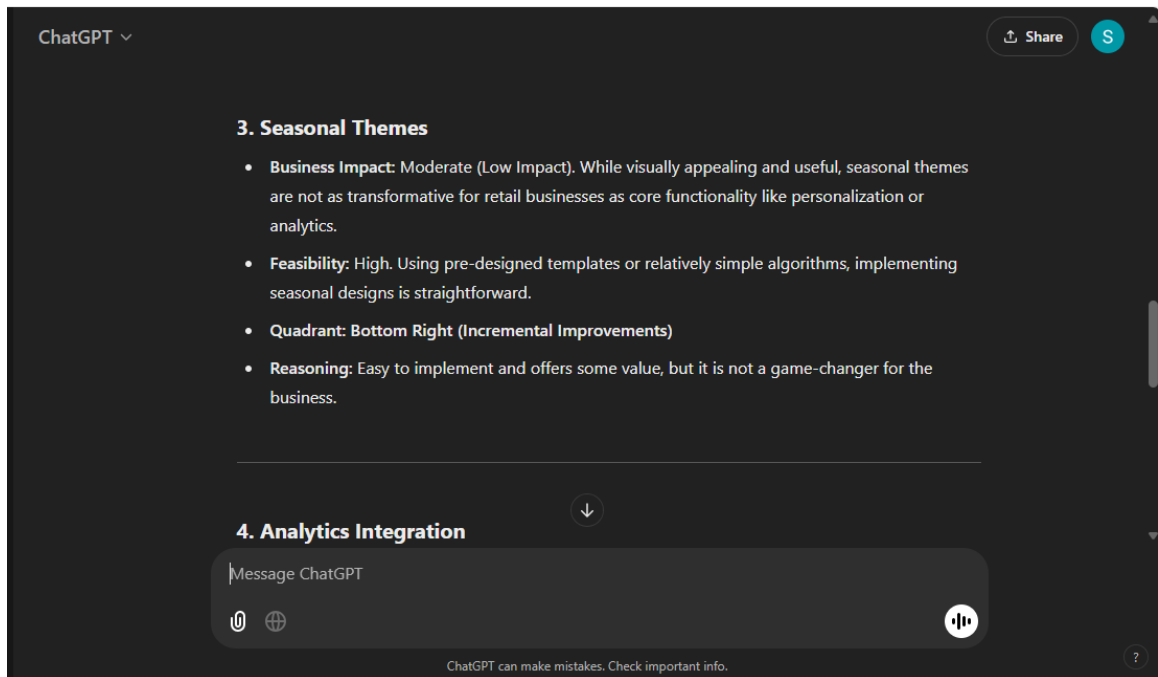 ChatGPT
Share
S
3. Seasonal Themes
• Business Impact: Moderate (Low Impact). While visually appealing and useful, seasonal themes
are not as transformative for retail businesses as core functionality like personalization or
analytics.
• Feasibility: High. Using pre-designed templates or relatively simple algorithms, implementing
seasonal designs is straightforward.
• Quadrant: Bottom Right (Incremental Improvements)
• Reasoning: Easy to implement and offers some value, but it is not a game-changer for the
business.
4. Analytics Integration
Message ChatGPT
ChatGPT can make mistakes. Check important info.
?